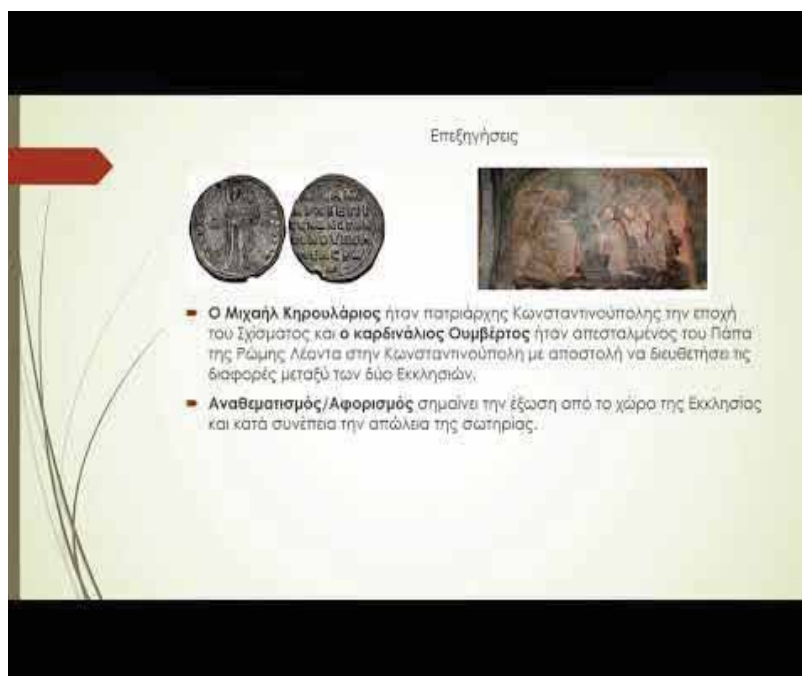 Επεξηγήσεις
Ο Μιχαήλ Κηρουλάριος ήταν πατριάρχης Κωνσταντινούπολης την εποχή
του Σχίσματος και ο καρδινάλιος Ουμβέρτος ήταν απεσταλμένος του Πάπα
της Ρώμης Λέοντα στην Κωνσταντινούπολη με αποστολή να διευθετήσει τις
διαφορές μεταξύ των δύο Εκκλησιών.
Αναθεματισμός/Αφορισμός σημαίνει την έξωση από το χώρο της Εκκλησίας
και κατά συνέπεια την απώλεια της σωτηρίας.